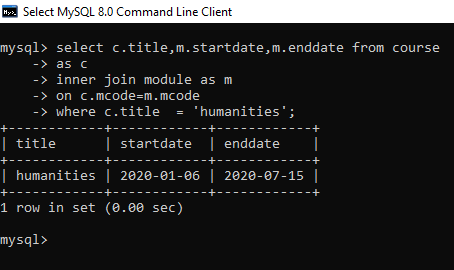 Select MySQL 8.0 Command Line Client
mysql> select c.title,m.startdate,m.enddate from course
    -> as c
    -> inner join module as m
    -> on c.mcode=m.mcode
    -> where c.title  = 'humanities';
+------------+------------+------------+
| title      | startdate  | enddate    |
+------------+------------+------------+
| humanities | 2020-01-06 | 2020-07-15 |
+------------+------------+------------+
1 row in set (0.00 sec)
mysql>